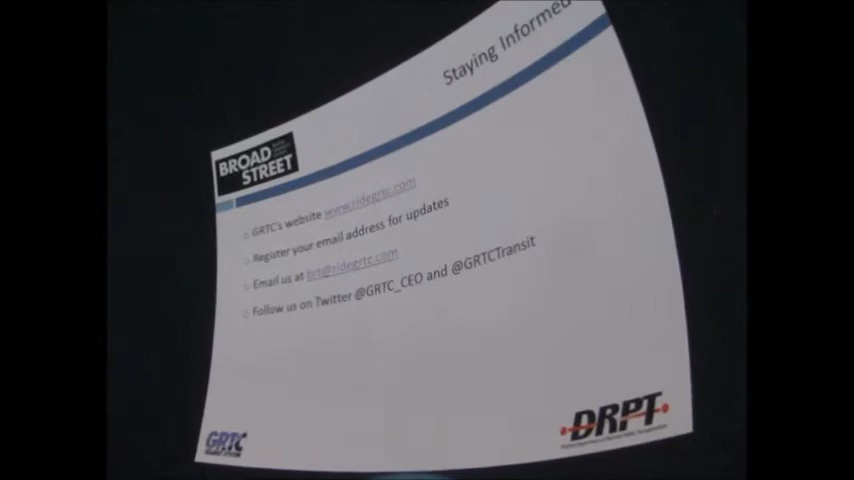 Staying Informed
BROAD
STREET
GRTC's website www.ridegrtc.com
Register your email address for updates
Email us at brt@ridegrtc.com
Follow us on Twitter @GRTC_CEO and @GRTCTransit
GRTC
DRPT